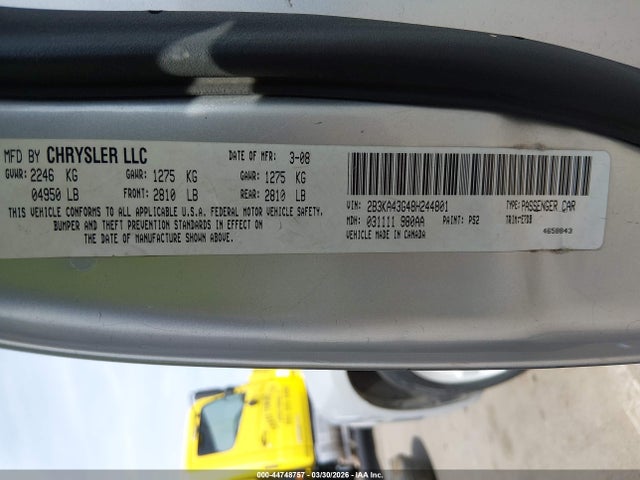 MFD BY CHRYSLER LLC DATE OF MFR: 3-08
GVWR: 2246 KG GAWR: 1275 KG GAWR: 1275 KG
04950 LB FRONT: 2810 LB REAR: 2810 LB
THIS VEHICLE CONFORMS TO ALL APPLICABLE U.S.A. FEDERAL MOTOR VEHICLE SAFETY,
BUMPER AND THEFT PREVENTION STANDARDS IN EFFECT ON
THE DATE OF MANUFACTURE SHOWN ABOVE.
VIN: 2B3KA43G48H244801 TYPE: PASSENGER CAR
MDH: 031111 980AA PAINT: PS2 TRIM: E7DB
VEHICLE MADE IN CANADA 4658843
000-44748757 - 03/30/2026 - COPART